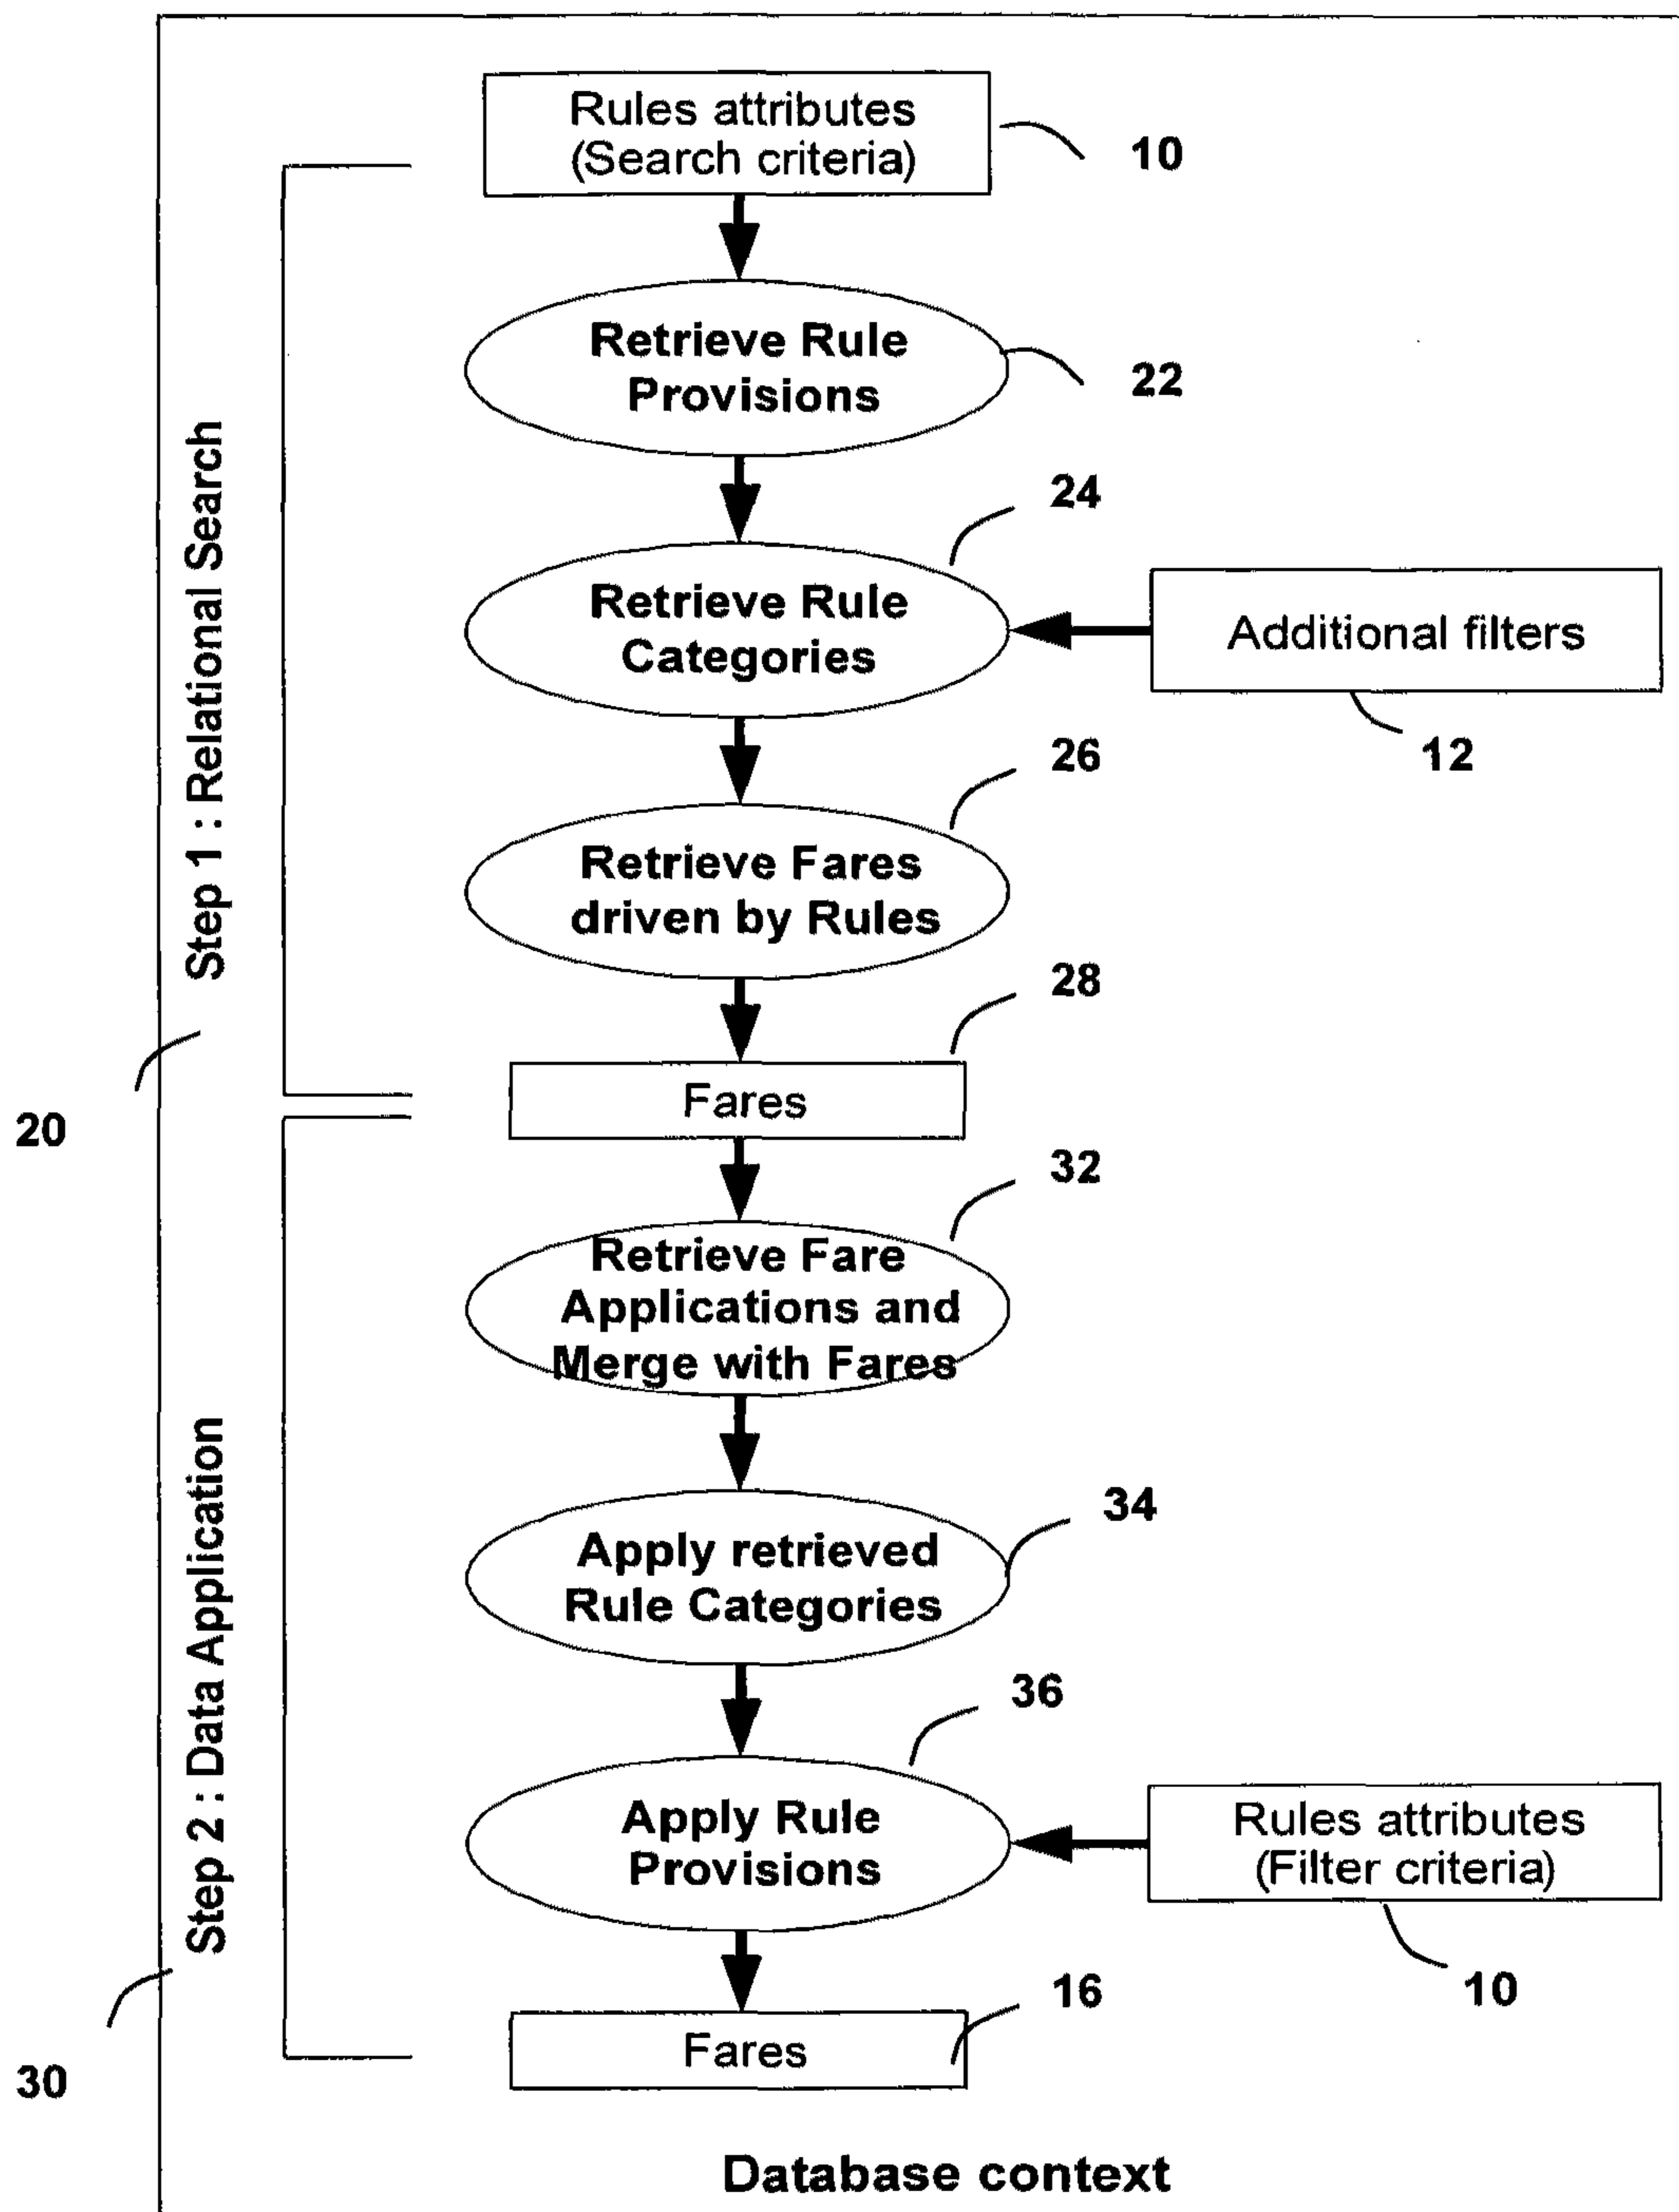 Rules attributes
(Search criteria)
10
Retrieve Rule
Provisions
22
24
Retrieve Rule
Categories
Additional filters
12
26
Retrieve Fares
driven by Rules
28
Fares
Step 1 : Relational Search
20
32
Retrieve Fare
Applications and
Merge with Fares
34
Apply retrieved
Rule Categories
36
Apply Rule
Provisions
Rules attributes
(Filter criteria)
10
16
Fares
Step 2 : Data Application
30
Database context